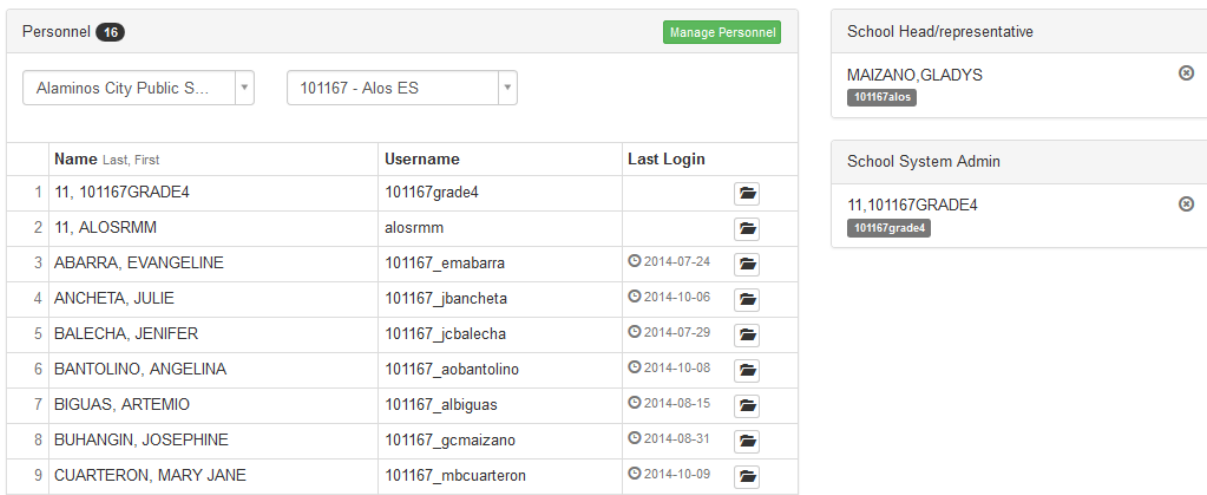 Personnel 16
Manage Personnel
Alaminos City Public S...
101167 - Alos ES
Name Last, First Username Last Login
1 11, 101167GRADE4 101167grade4
2 11, ALOSRMM alosrmm
3 ABARRA, EVANGELINE 101167_emabarra 2014-07-24
4 ANCHETA, JULIE 101167_jbancheta 2014-10-06
5 BALECHA, JENIFER 101167_jcbalecha 2014-07-29
6 BANTOLINO, ANGELINA 101167_aobantolino 2014-10-08
7 BIGUAS, ARTEMIO 101167_albiguas 2014-08-15
8 BUHANGIN, JOSEPHINE 101167_gcmaizano 2014-08-31
9 CUARTERON, MARY JANE 101167_mbcuarteron 2014-10-09
School Head/representative
MAIZANO,GLADYS
101167alos
School System Admin
11,101167GRADE4
101167grade4